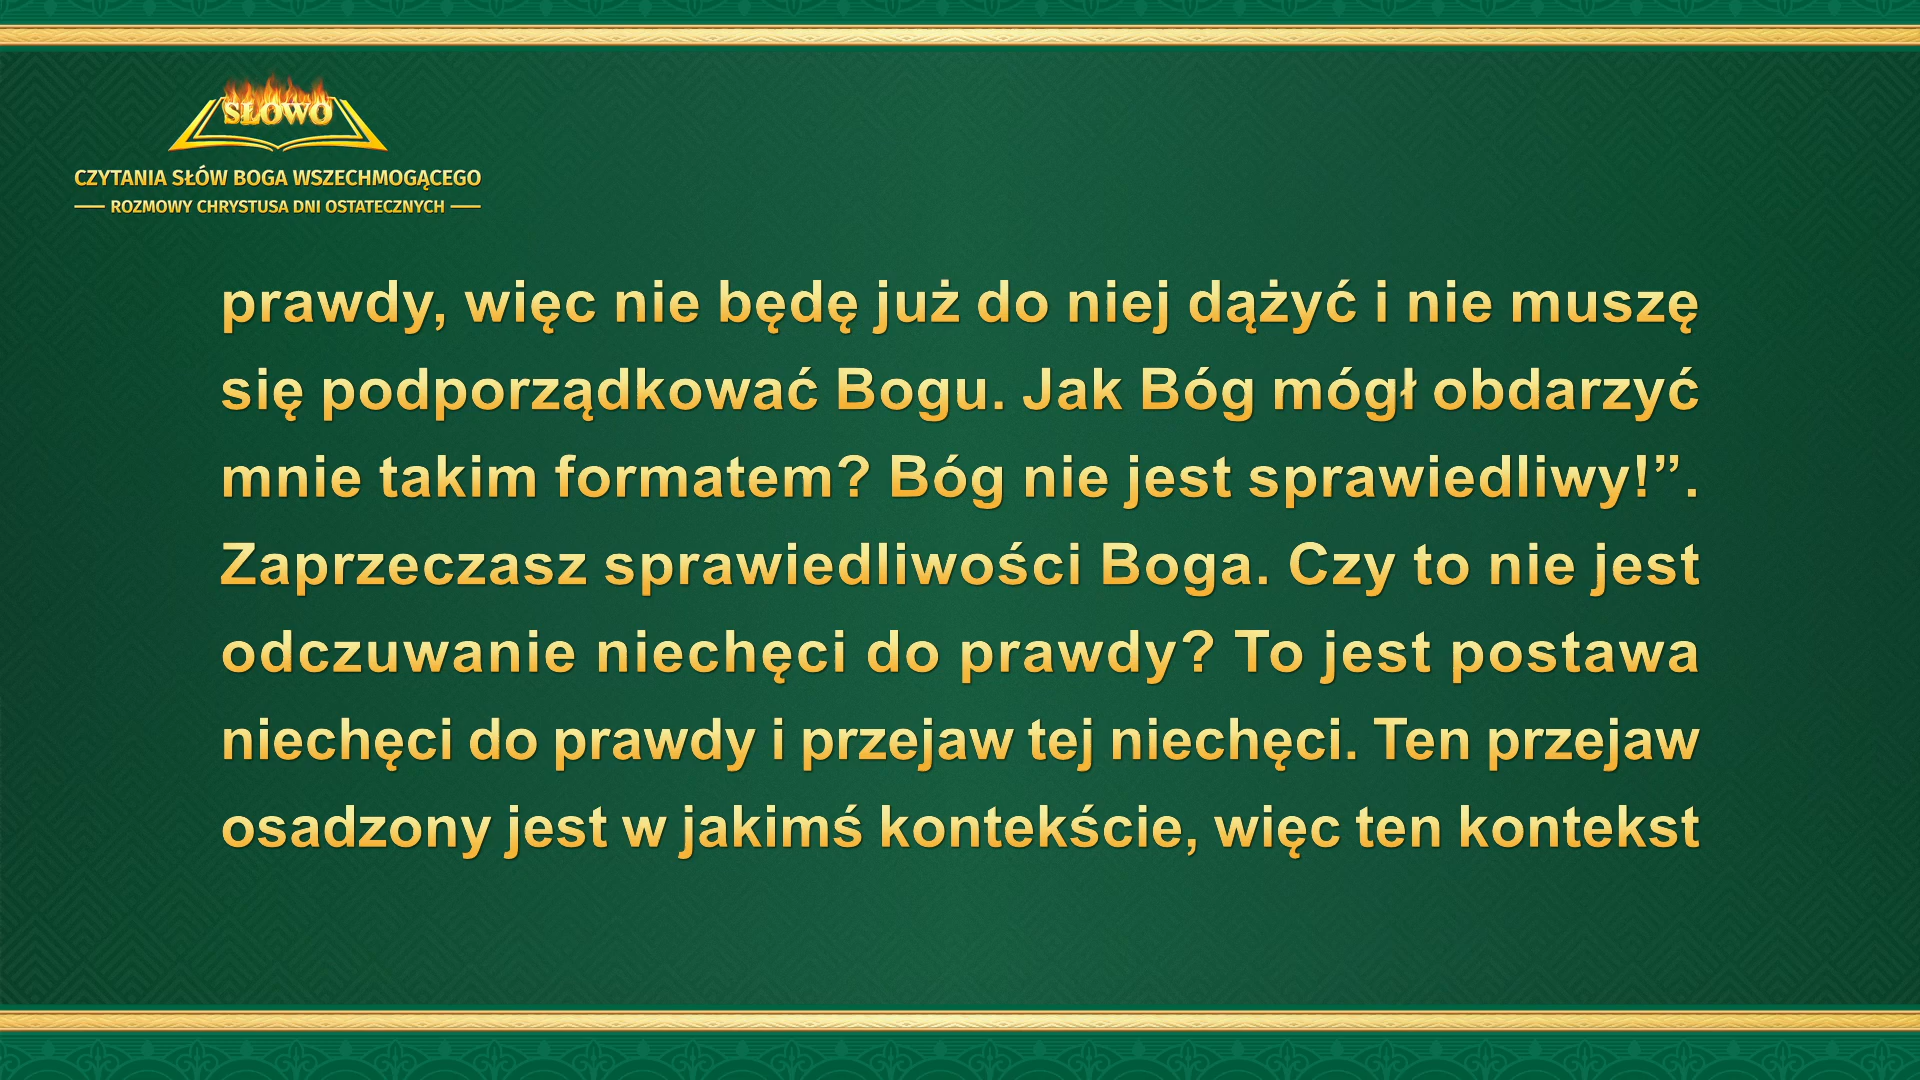 SŁOWO
CZYTANIA SŁÓW BOGA WSZECHMOGĄCEGO
ROZMOWY CHRYSTUSA DNI OSTATECZNYCH
prawdy, więc nie będę już do niej dążyć i nie muszę
się podporządkować Bogu. Jak Bóg mógł obdarzyć
mnie takim formatem? Bóg nie jest sprawiedliwy!”.
Zaprzeczasz sprawiedliwości Boga. Czy to nie jest
odczuwanie niechęci do prawdy? To jest postawa
niechęci do prawdy i przejaw tej niechęci. Ten przejaw
osadzony jest w jakimś kontekście, więc ten kontekst